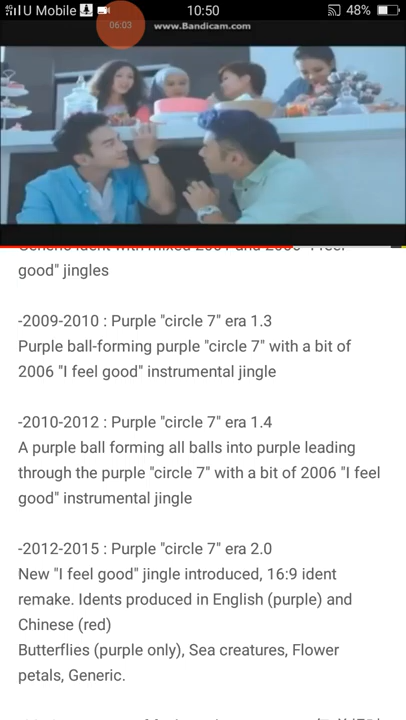 4G U Mobile 10:50 48%
06:03 www.Bandicam.com
good" jingles
-2009-2010 : Purple "circle 7" era 1.3
Purple ball-forming purple "circle 7" with a bit of
2006 "I feel good" instrumental jingle
-2010-2012 : Purple "circle 7" era 1.4
A purple ball forming all balls into purple leading
through the purple "circle 7" with a bit of 2006 "I feel
good" instrumental jingle
-2012-2015 : Purple "circle 7" era 2.0
New "I feel good" jingle introduced, 16:9 ident
remake. Idents produced in English (purple) and
Chinese (red)
Butterflies (purple only), Sea creatures, Flower
petals, Generic.